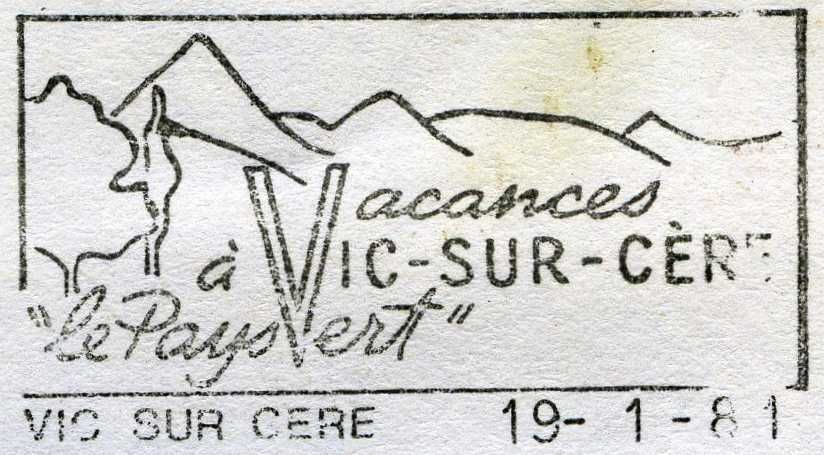 Vacances
à VIC-SUR-CÈRE
"le Pays Vert"
VIC SUR CERE 19-1-81